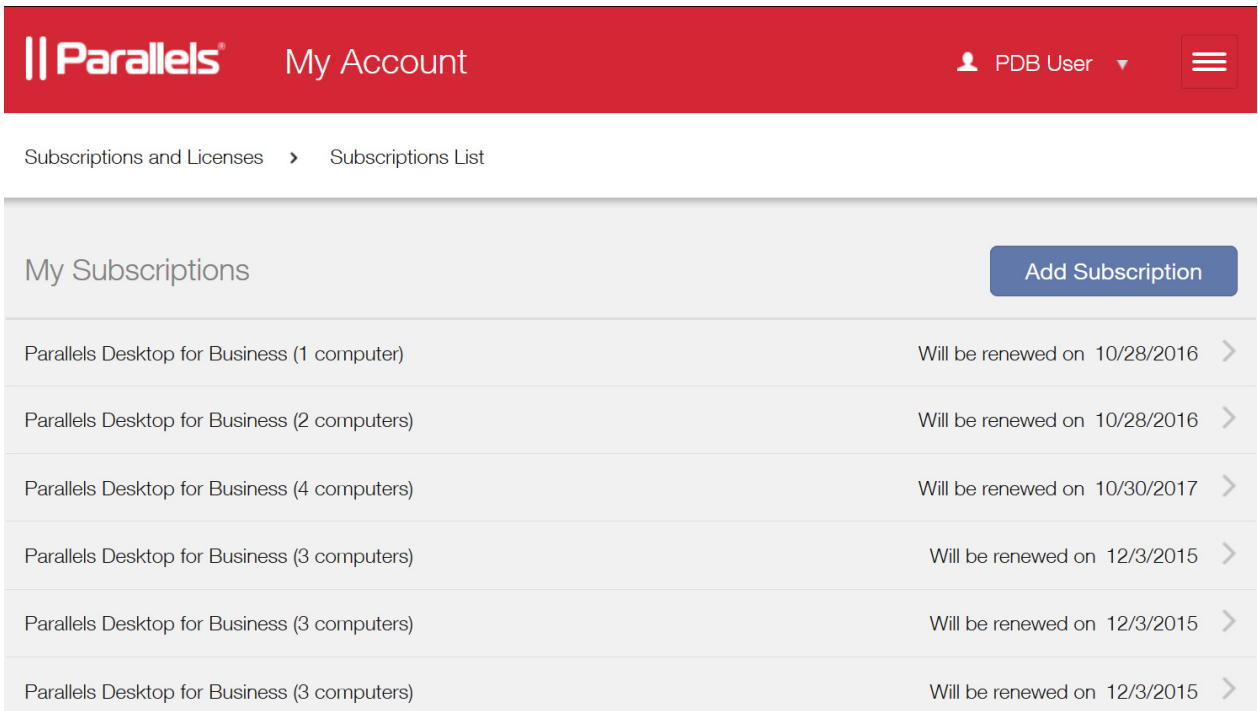 || Parallels® My Account PDB User
Subscriptions and Licenses > Subscriptions List
My Subscriptions Add Subscription
Parallels Desktop for Business (1 computer) Will be renewed on 10/28/2016
Parallels Desktop for Business (2 computers) Will be renewed on 10/28/2016
Parallels Desktop for Business (4 computers) Will be renewed on 10/30/2017
Parallels Desktop for Business (3 computers) Will be renewed on 12/3/2015
Parallels Desktop for Business (3 computers) Will be renewed on 12/3/2015
Parallels Desktop for Business (3 computers) Will be renewed on 12/3/2015